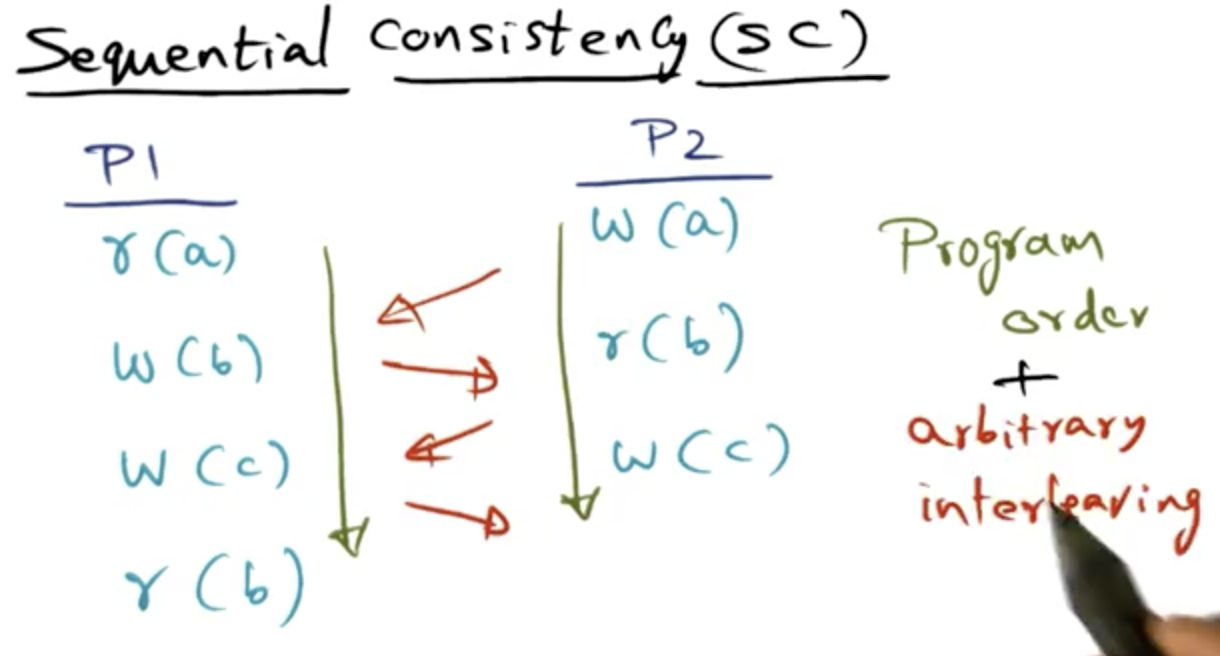 Sequential Consistency (SC)
P1
r(a)
w(b)
w(c)
r(b)
P2
w(a)
r(b)
w(c)
Program
order
+
arbitrary
interleaving